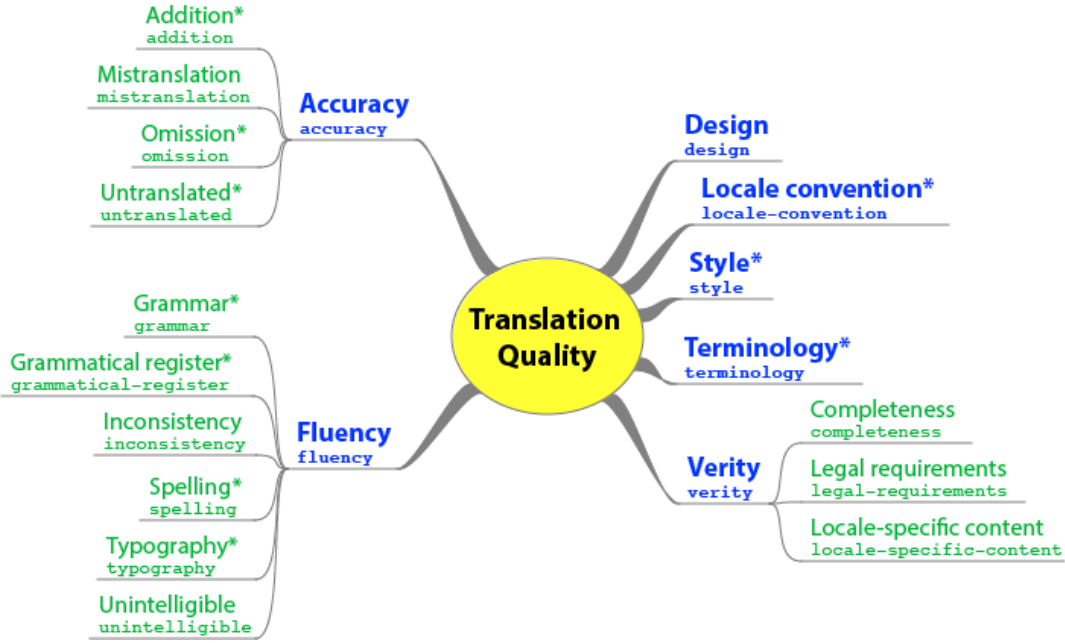 Addition*
addition
Mistranslation
mistranslation
Omission*
omission
Untranslated*
untranslated
Accuracy
accuracy
Grammar*
grammar
Grammatical register*
grammatical-register
Inconsistency
inconsistency
Spelling*
spelling
Typography*
typography
Unintelligible
unintelligible
Fluency
fluency
Translation
Quality
Design
design
Locale convention*
locale-convention
Style*
style
Terminology*
terminology
Verity
verity
Completeness
completeness
Legal requirements
legal-requirements
Locale-specific content
locale-specific-content